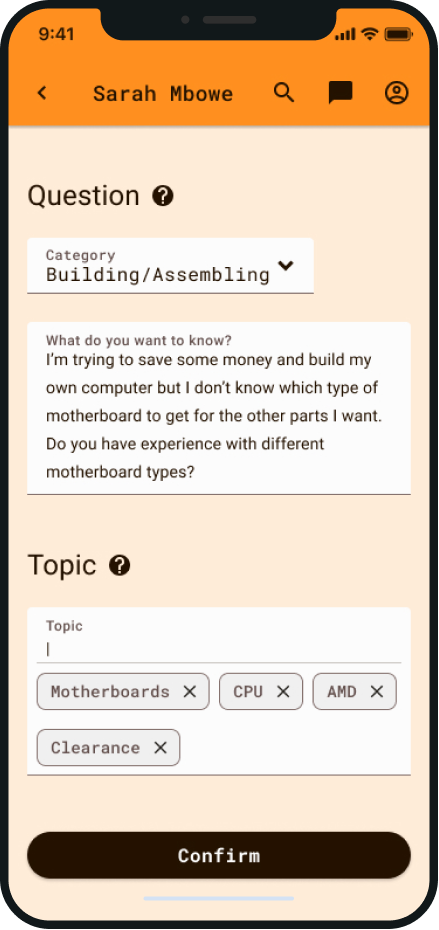 9:41
Sarah Mbowe
Question
Category
Building/Assembling
What do you want to know?
I'm trying to save some money and build my
own computer but I don't know which type of
motherboard to get for the other parts I want.
Do you have experience with different
motherboard types?
Topic
Topic
Motherboards CPU AMD
Clearance
Confirm